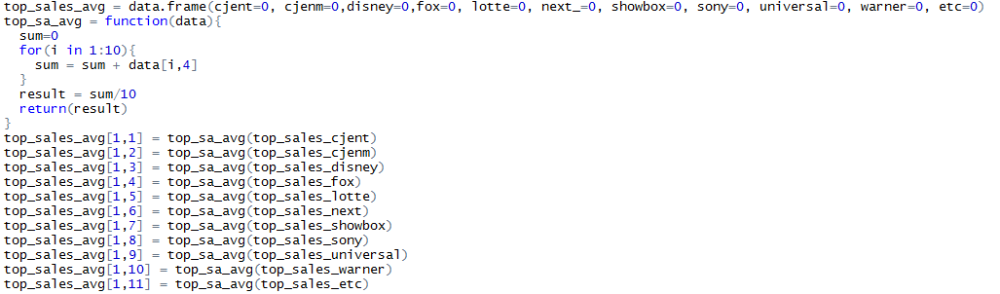 top_sales_avg = data.frame(cjent=0, cjenm=0,disney=0,fox=0, lotte=0, next_=0, showbox=0, sony=0, universal=0, warner=0, etc=0)
top_sa_avg = function(data){
  sum=0
  for(i in 1:10){
    sum = sum + data[i,4]
  }
  result = sum/10
  return(result)
}
top_sales_avg[1,1] = top_sa_avg(top_sales_cjent)
top_sales_avg[1,2] = top_sa_avg(top_sales_cjenm)
top_sales_avg[1,3] = top_sa_avg(top_sales_disney)
top_sales_avg[1,4] = top_sa_avg(top_sales_fox)
top_sales_avg[1,5] = top_sa_avg(top_sales_lotte)
top_sales_avg[1,6] = top_sa_avg(top_sales_next)
top_sales_avg[1,7] = top_sa_avg(top_sales_showbox)
top_sales_avg[1,8] = top_sa_avg(top_sales_sony)
top_sales_avg[1,9] = top_sa_avg(top_sales_universal)
top_sales_avg[1,10] = top_sa_avg(top_sales_warner)
top_sales_avg[1,11] = top_sa_avg(top_sales_etc)